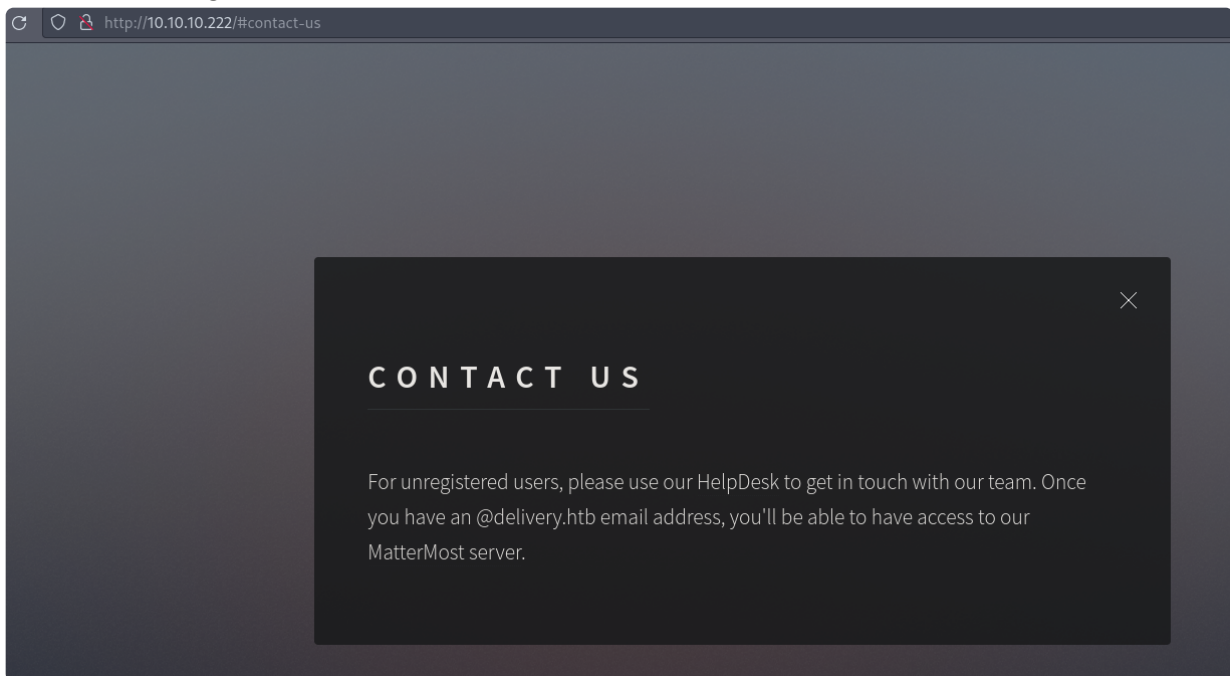 http://10.10.10.222/#contact-us
CONTACT US
For unregistered users, please use our HelpDesk to get in touch with our team. Once
you have an @delivery.htb email address, you'll be able to have access to our
MatterMost server.